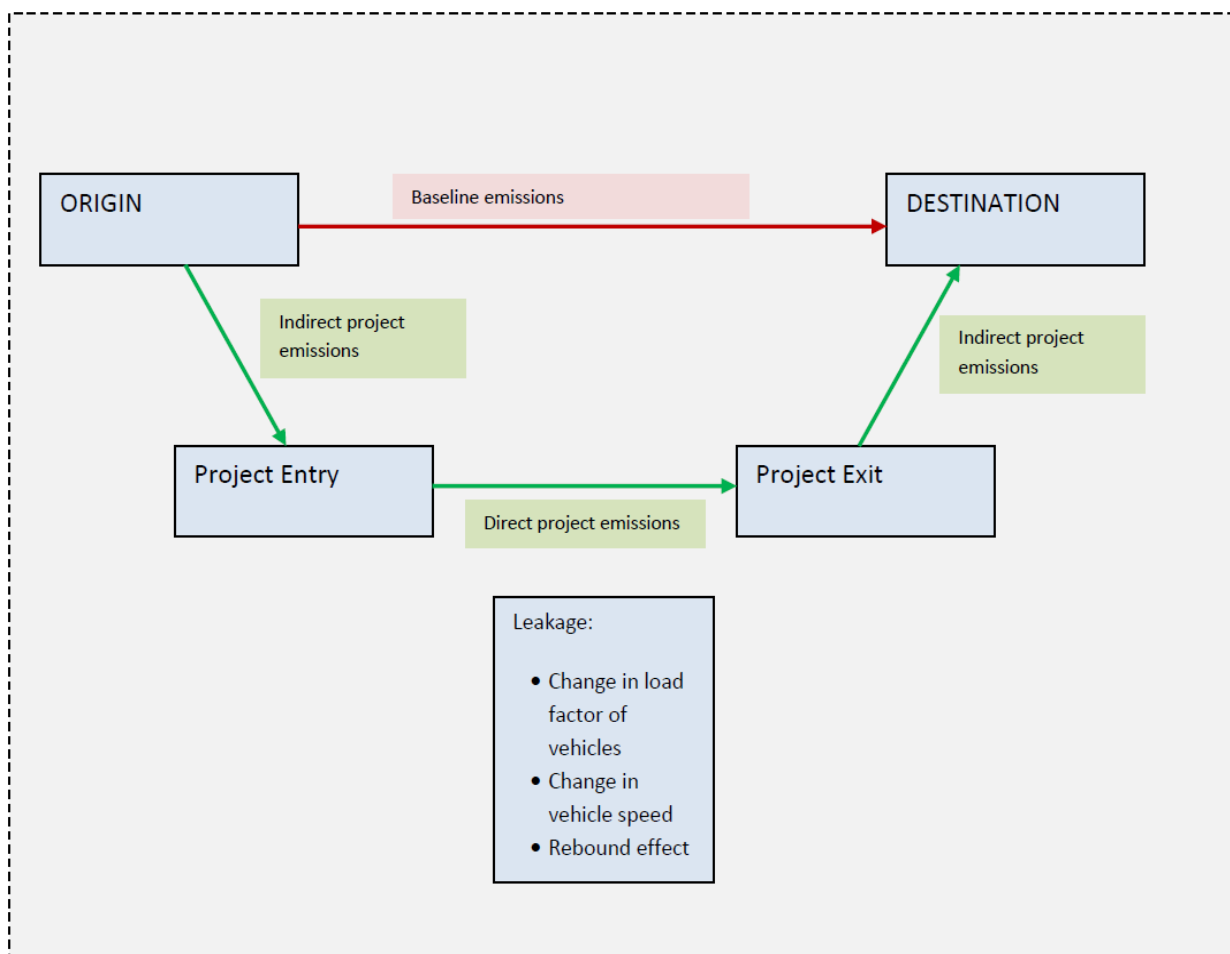 ORIGIN
Baseline emissions
DESTINATION
Indirect project
emissions
Indirect project
emissions
Project Entry
Direct project emissions
Project Exit
Leakage:
• Change in load
factor of
vehicles
• Change in
vehicle speed
• Rebound effect